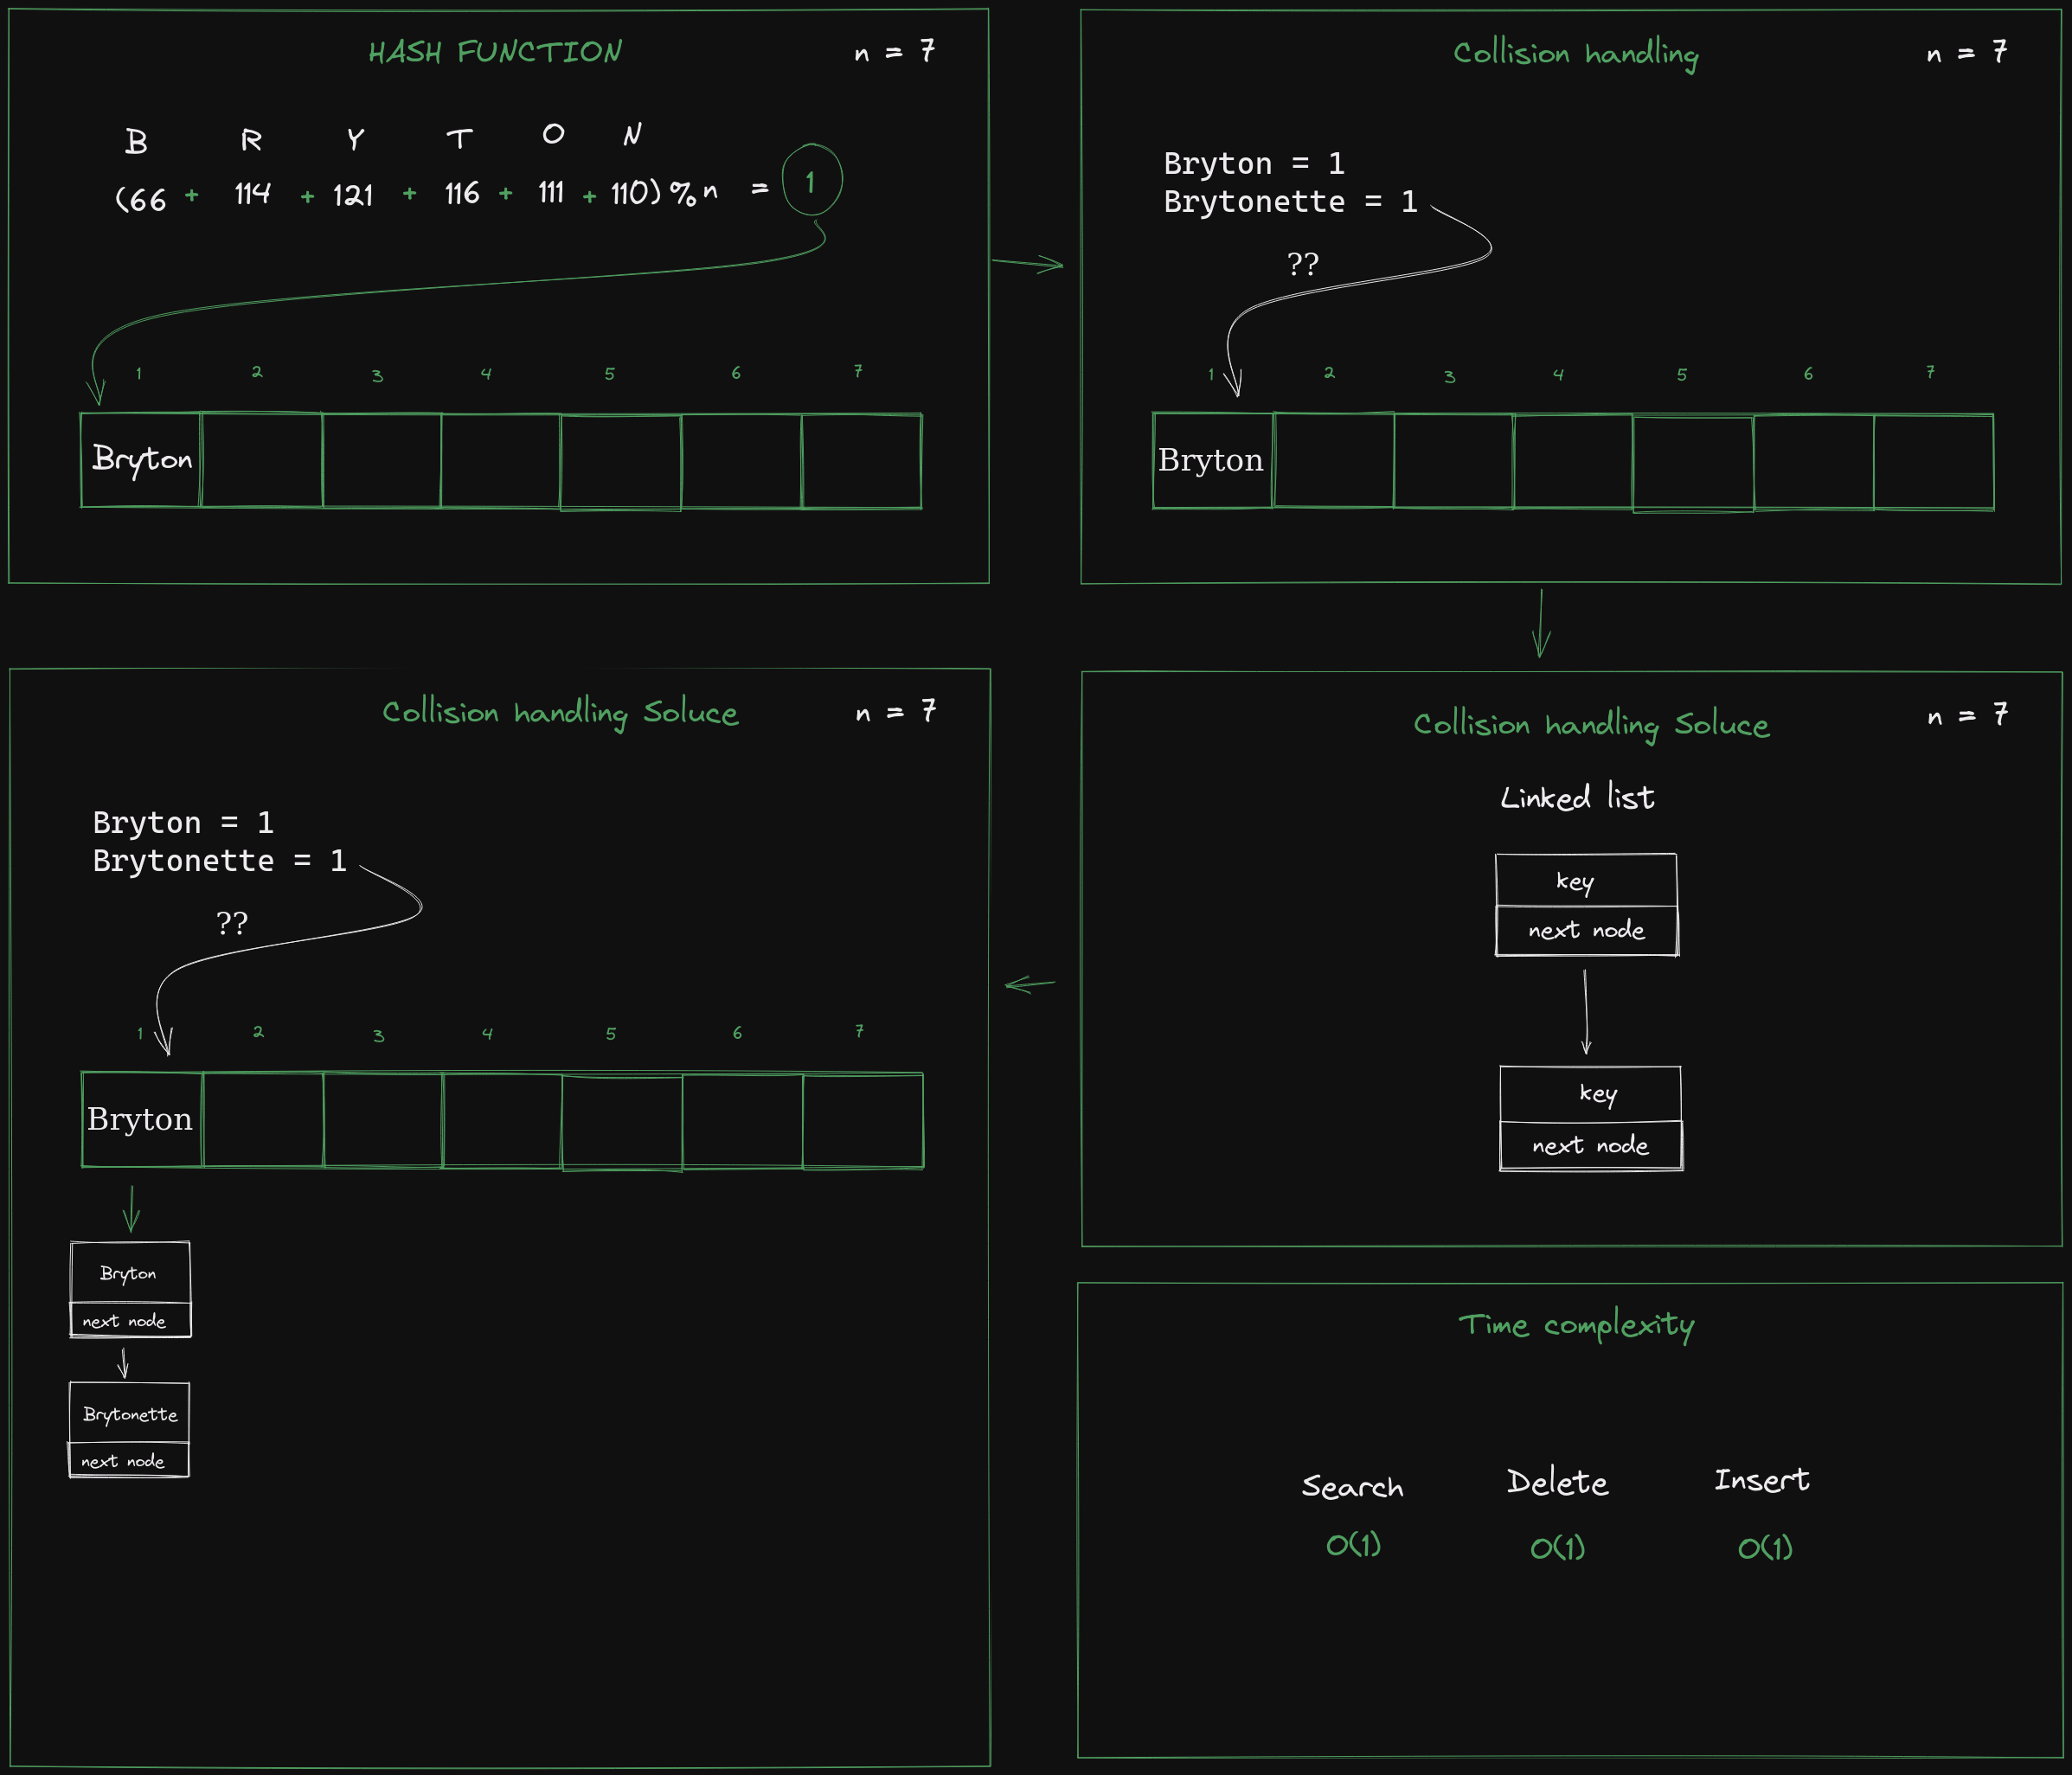 HASH FUNCTION
n = 7
B R Y T O N
(66 + 114 + 121 + 116 + 111 + 110) % n = 1
1 2 3 4 5 6 7
Bryton
Collision handling
n = 7
Bryton = 1
Brytonette = 1
??
1 2 3 4 5 6 7
Bryton
Collision handling Soluce
n = 7
Linked list
key
next node
key
next node
Collision handling Soluce
n = 7
Bryton = 1
Brytonette = 1
??
1 2 3 4 5 6 7
Bryton
Bryton
next node
Brytonette
next node
Time complexity
Search Delete Insert
O(1) O(1) O(1)